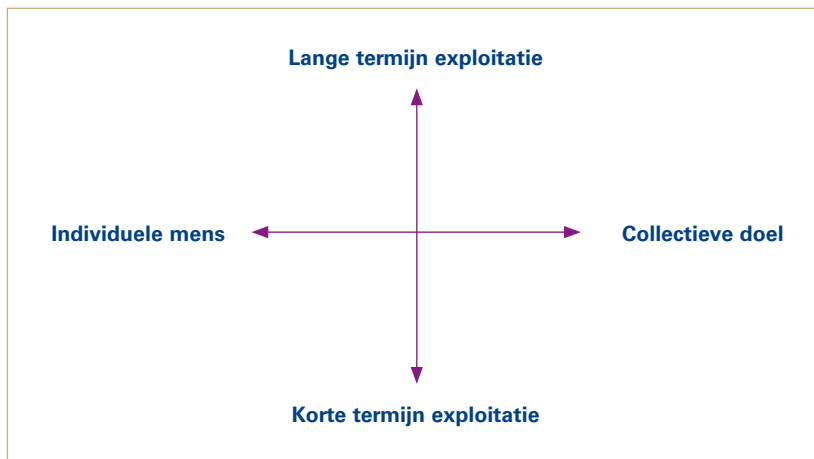 Lange termijn exploitatie
Individuele mens
Collectieve doel
Korte termijn exploitatie